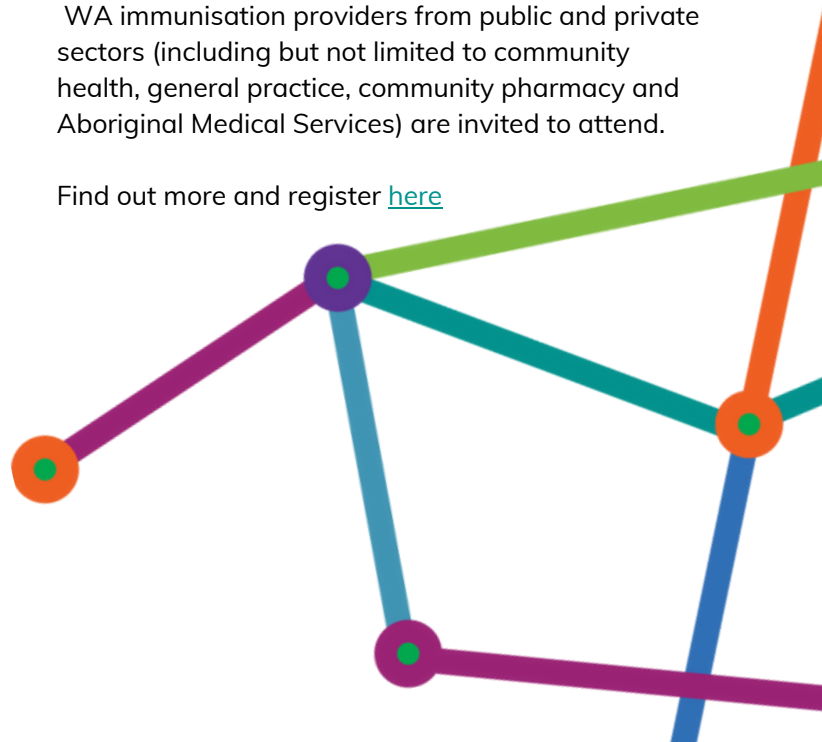 WA immunisation providers from public and private
sectors (including but not limited to community
health, general practice, community pharmacy and
Aboriginal Medical Services) are invited to attend.
Find out more and register here